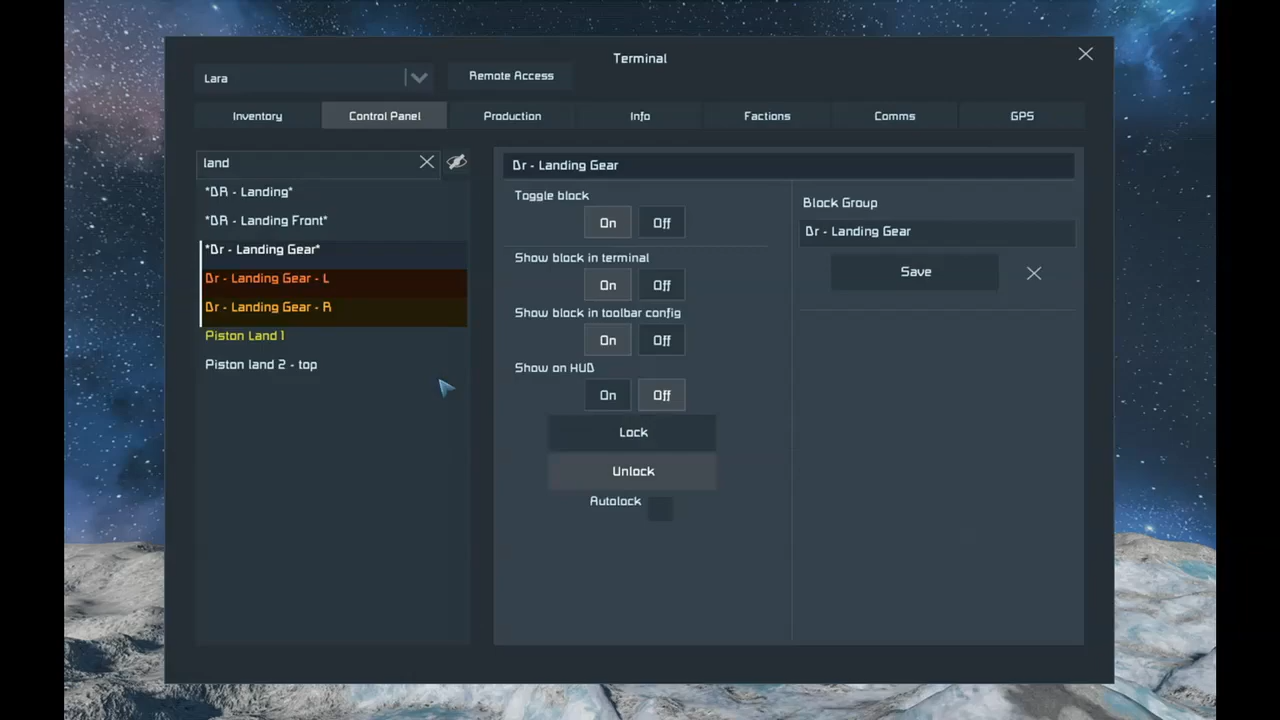 Terminal
Lara
Remote Access
Inventory
Control Panel
Production
Info
Factions
Comms
GPS
land
*DR - Landing*
*DR - Landing Front*
*Dr - Landing Gear*
Dr - Landing Gear - L
Dr - Landing Gear - R
Piston Land 1
Piston land 2 - top
Dr - Landing Gear
Toggle block
On Off
Show block in terminal
On Off
Show block in toolbar config
On Off
Show on HUD
On Off
Lock
Unlock
Autolock
Block Group
Dr - Landing Gear
Save